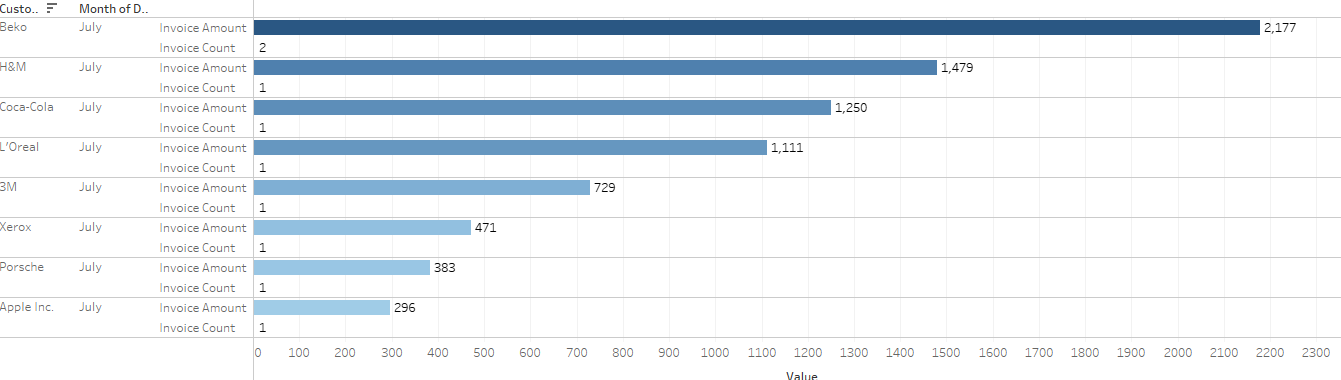 Custo.. Month of D..
Beko July Invoice Amount 2,177
Invoice Count 2
H&M July Invoice Amount 1,479
Invoice Count 1
Coca-Cola July Invoice Amount 1,250
Invoice Count 1
L'Oreal July Invoice Amount 1,111
Invoice Count 1
3M July Invoice Amount 729
Invoice Count 1
Xerox July Invoice Amount 471
Invoice Count 1
Porsche July Invoice Amount 383
Invoice Count 1
Apple Inc. July Invoice Amount 296
Invoice Count 1
0 100 200 300 400 500 600 700 800 900 1000 1100 1200 1300 1400 1500 1600 1700 1800 1900 2000 2100 2200 2300
Value